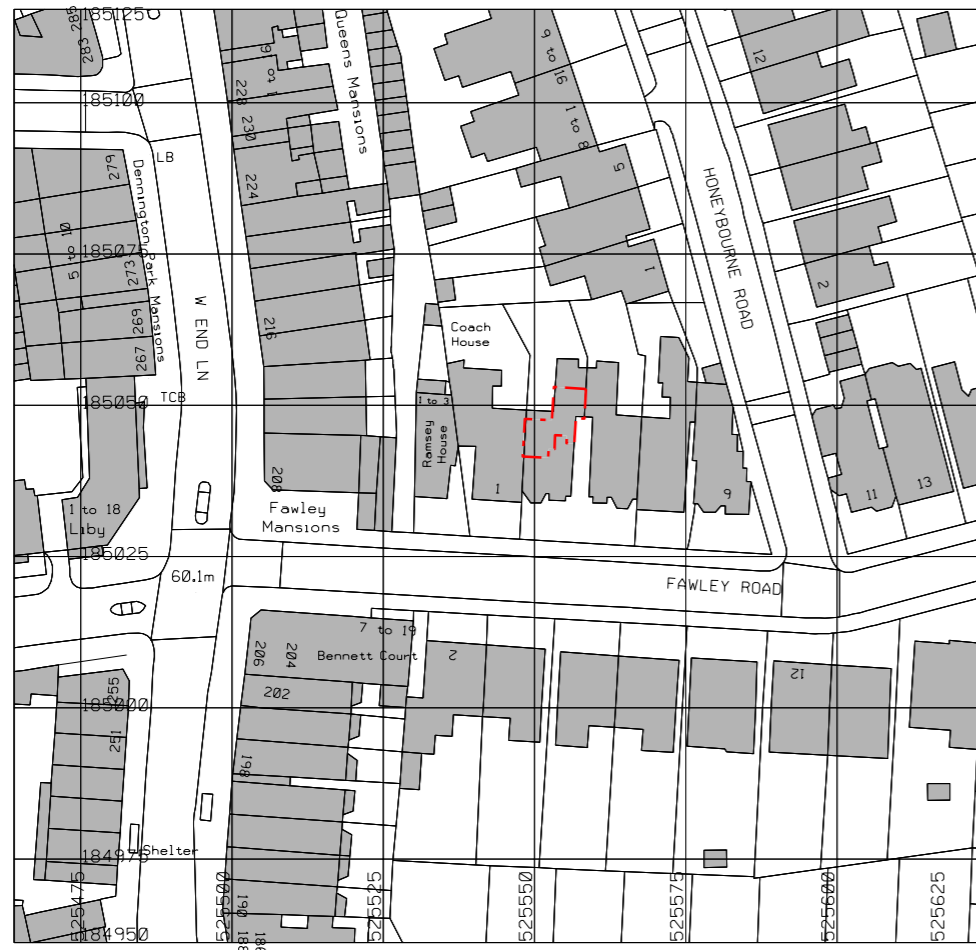 185125
285
283
Queens Mansions
9 to 16
12
185100
228
230
1 to 8
279
LB
5
224
Dennington Park Mansions
HONEYBOURNE ROAD
5 to 10
185075
273
1
2
W END LN
269
216
Coach
House
267
185050
TCB
1 to 3
Ramsey
House
208
1
9
11
13
1 to 18
Liby
Fawley
Mansions
185025
60.1m
FAWLEY ROAD
7 to 19
Bennett Court
206
204
2
12
202
185000
255
251
198
Shelter
184975
525475
525500
525525
525550
525575
525600
525625
190
184950